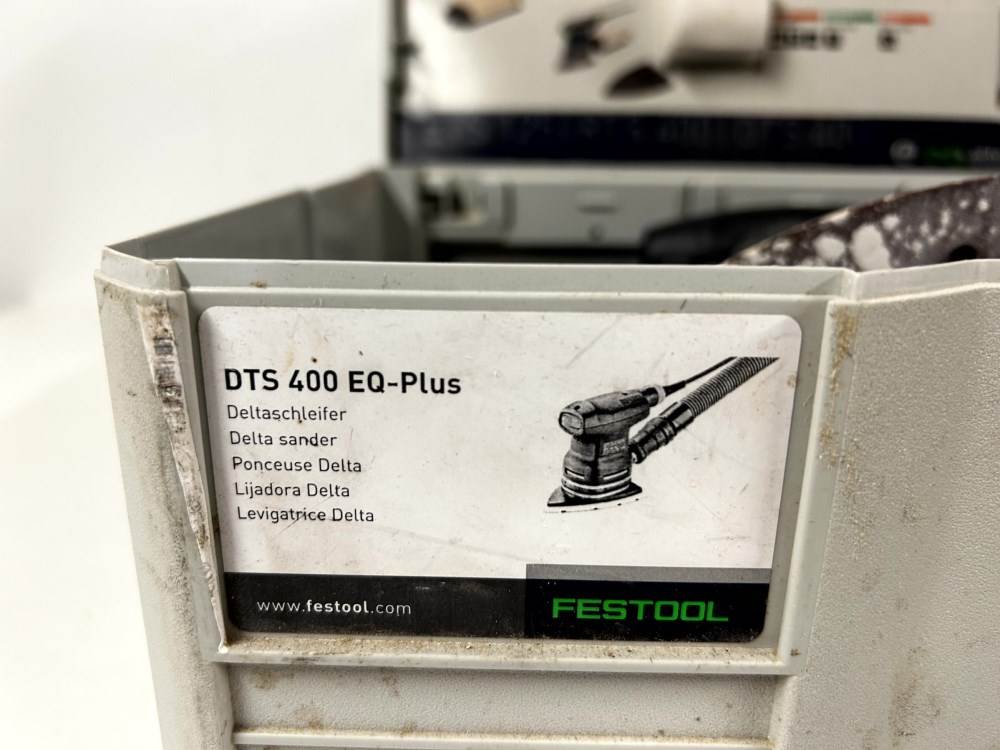 DTS 400 EQ-Plus
Deltaschleifer
Delta sander
Ponceuse Delta
Lijadora Delta
Levigatrice Delta
www.festool.com
FESTOOL